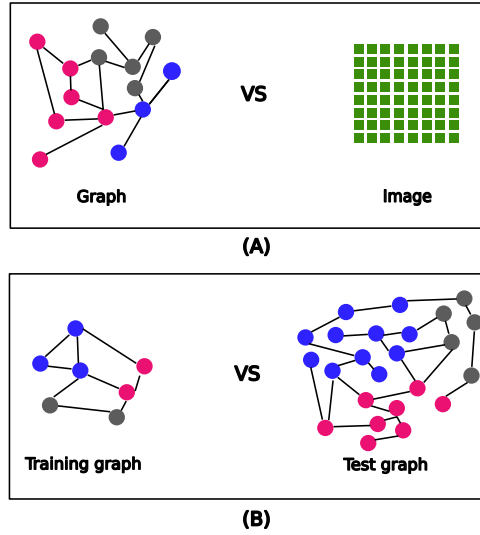 VS
Graph
Image
(A)
VS
Training graph
Test graph
(B)